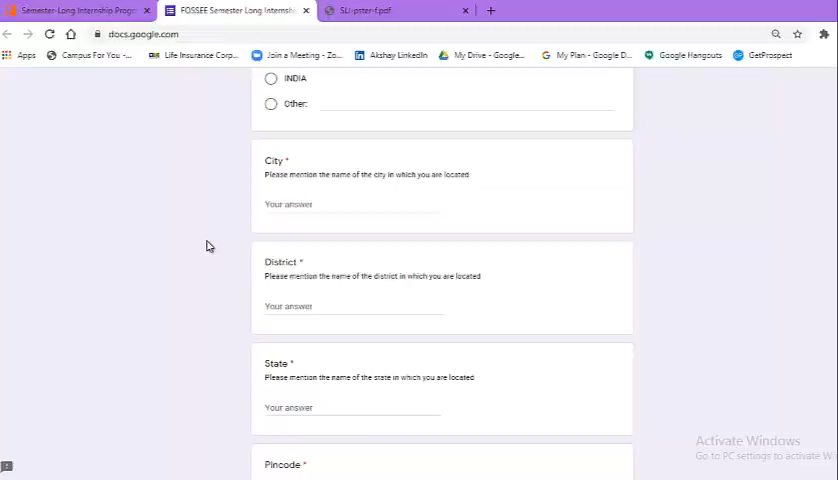 Semester-Long Internship Progr
FOSSEE Semester Long Internshi
SLI-pster-f.pdf
docs.google.com
Apps
Campus For You -...
Life Insurance Corp...
Join a Meeting - Zo...
Akshay LinkedIn
My Drive - Google...
My Plan - Google D...
Google Hangouts
GetProspect
INDIA
Other:
City *
Please mention the name of the city in which you are located
Your answer
District *
Please mention the name of the district in which you are located
Your answer
State *
Please mention the name of the state in which you are located
Your answer
Pincode *
Activate Windows
Go to PC settings to activate Wi